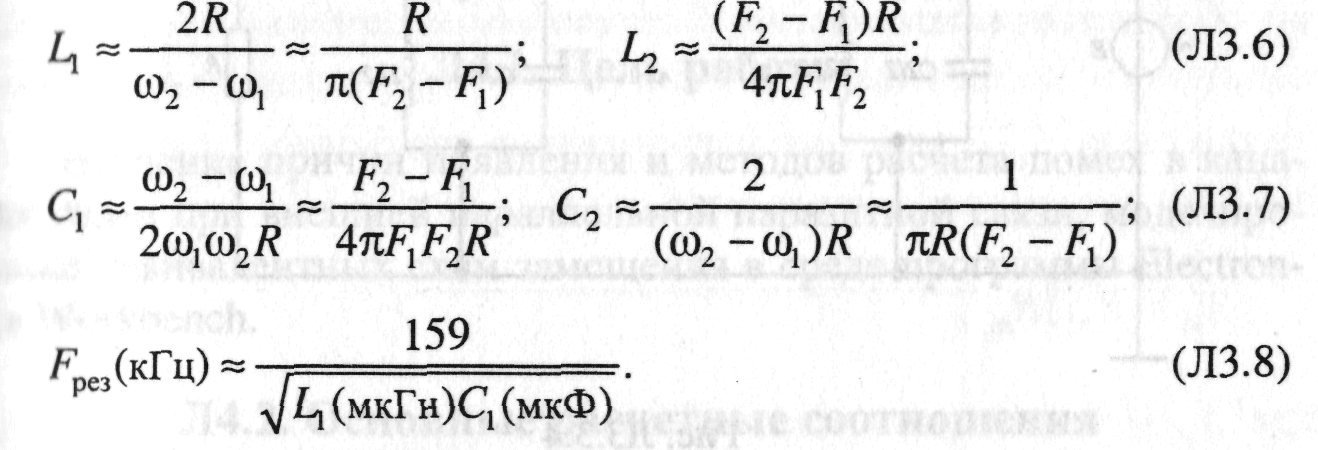 L₁ ≈ 2R / (ω₂ − ω₁) ≈ R / (π(F₂ − F₁)); L₂ ≈ (F₂ − F₁)R / (4πF₁F₂); (Л3.6)
C₁ ≈ (ω₂ − ω₁) / (2ω₁ω₂R) ≈ (F₂ − F₁) / (4πF₁F₂R); C₂ ≈ 2 / ((ω₂ − ω₁)R) ≈ 1 / (πR(F₂ − F₁)); (Л3.7)
F_рез(кГц) ≈ 159 / √(L₁(мкГн)C₁(мкФ)). (Л3.8)